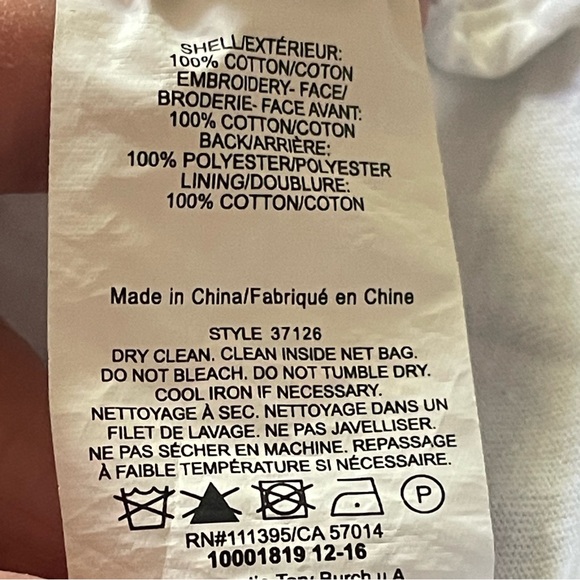 SHELL/EXTÉRIEUR:
100% COTTON/COTON
EMBROIDERY- FACE/
BRODERIE- FACE AVANT:
100% COTTON/COTON
BACK/ARRIÈRE:
100% POLYESTER/POLYESTER
LINING/DOUBLURE:
100% COTTON/COTON
Made in China/Fabriqué en Chine
STYLE 37126
DRY CLEAN. CLEAN INSIDE NET BAG.
DO NOT BLEACH. DO NOT TUMBLE DRY.
COOL IRON IF NECESSARY.
NETTOYAGE À SEC. NETTOYAGE DANS UN
FILET DE LAVAGE. NE PAS JAVELLISER.
NE PAS SÉCHER EN MACHINE. REPASSAGE
À FAIBLE TEMPÉRATURE SI NÉCESSAIRE.
P
RN#111395/CA 57014
10001819 12-16
Tory Burch